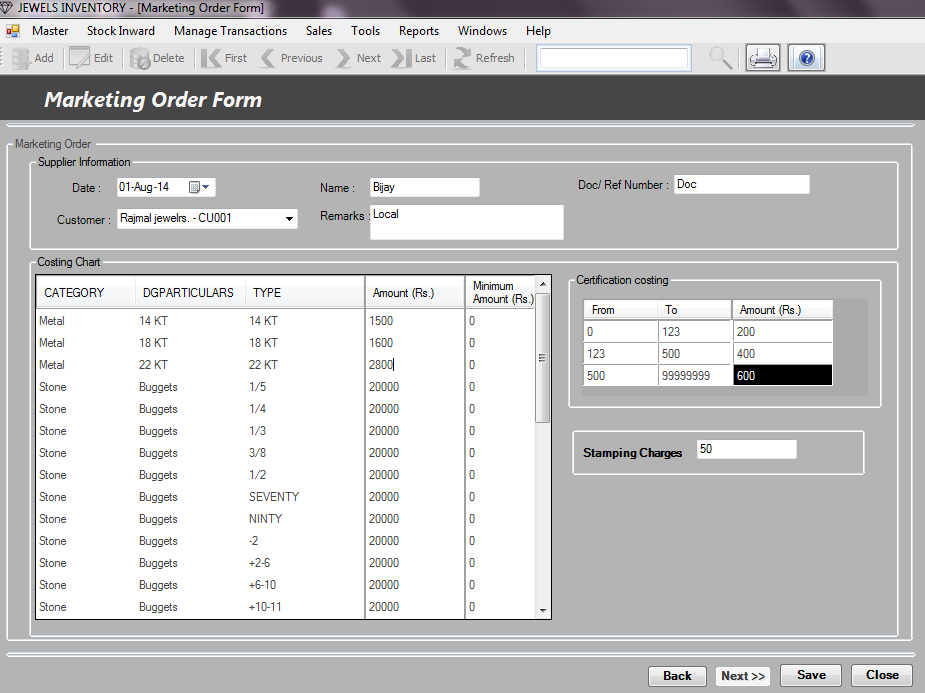 JEWELS INVENTORY - [Marketing Order Form]
Master Stock Inward Manage Transactions Sales Tools Reports Windows Help
Add Edit Delete First Previous Next Last Refresh
Marketing Order Form
Marketing Order
Supplier Information
Date : 01-Aug-14 Name : Bijay Doc/ Ref Number : Doc
Customer : Rajmal jewelrs. - CU001 Remarks : Local
Costing Chart
CATEGORY DGPARTICULARS TYPE Amount (Rs.) Minimum Amount (Rs.)
Metal 14 KT 14 KT 1500 0
Metal 18 KT 18 KT 1600 0
Metal 22 KT 22 KT 2800 0
Stone Buggets 1/5 20000 0
Stone Buggets 1/4 20000 0
Stone Buggets 1/3 20000 0
Stone Buggets 3/8 20000 0
Stone Buggets 1/2 20000 0
Stone Buggets SEVENTY 20000 0
Stone Buggets NINTY 20000 0
Stone Buggets -2 20000 0
Stone Buggets +2-6 20000 0
Stone Buggets +6-10 20000 0
Stone Buggets +10-11 20000 0
Certification costing
From To Amount (Rs.)
0 123 200
123 500 400
500 99999999 600
Stamping Charges 50
Back Next >> Save Close